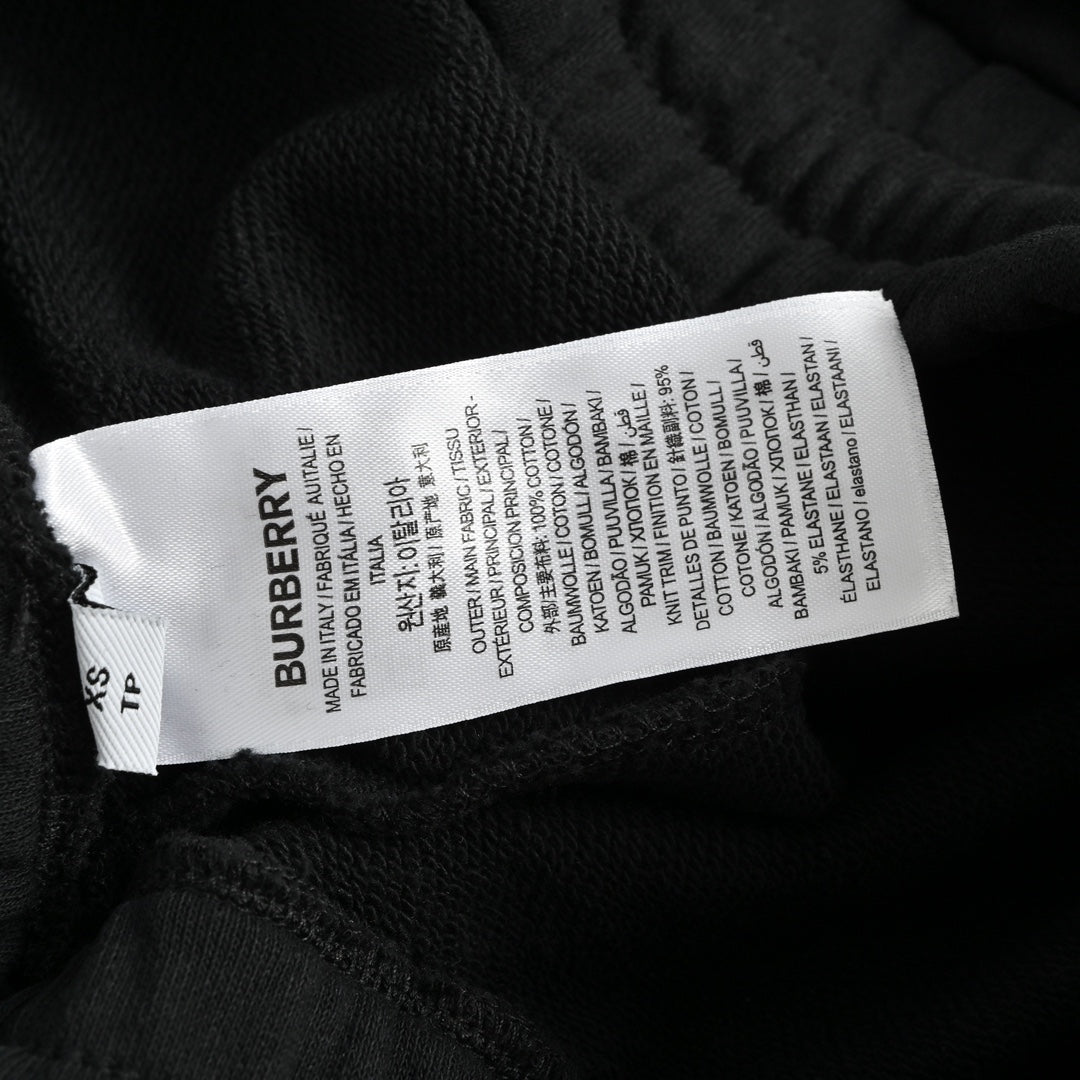 BURBERRY
MADE IN ITALY / FABRIQUÉ AUITALIE /
FABRICADO EM ITÁLIA / HECHO EN
ITALIA
원산지:이탈리아
原産地 義大利 / 原产地 意大利
OUTER / MAIN FABRIC / TISSU
EXTÉRIEUR / PRINCIPAL / EXTERIOR -
COMPOSICION PRINCIPAL /
外部/主要布料: 100% COTTON /
BAUMWOLLE / COTON / COTONE /
KATOEN / BOMULL / ALGODÓN /
ALGODÃO / PUUVILLA / BAMBAKI /
PAMUK / ХЛОПОК / 棉 / قطن
KNIT TRIM / FINITION EN MAILLE /
DETALLES DE PUNTO / 針織副料: 95%
COTTON / BAUMWOLLE / COTON /
COTONE / KATOEN / BOMULL /
ALGODÓN / ALGODÃO / PUUVILLA /
BAMBAKI / PAMUK / ХЛОПОК / 棉 / قطن
5% ELASTANE / ELASTHAN /
ÉLASTHANE / ELASTAAN / ELASTAN /
ELASTANO / elastano / ELASTAANI /
XS
TP